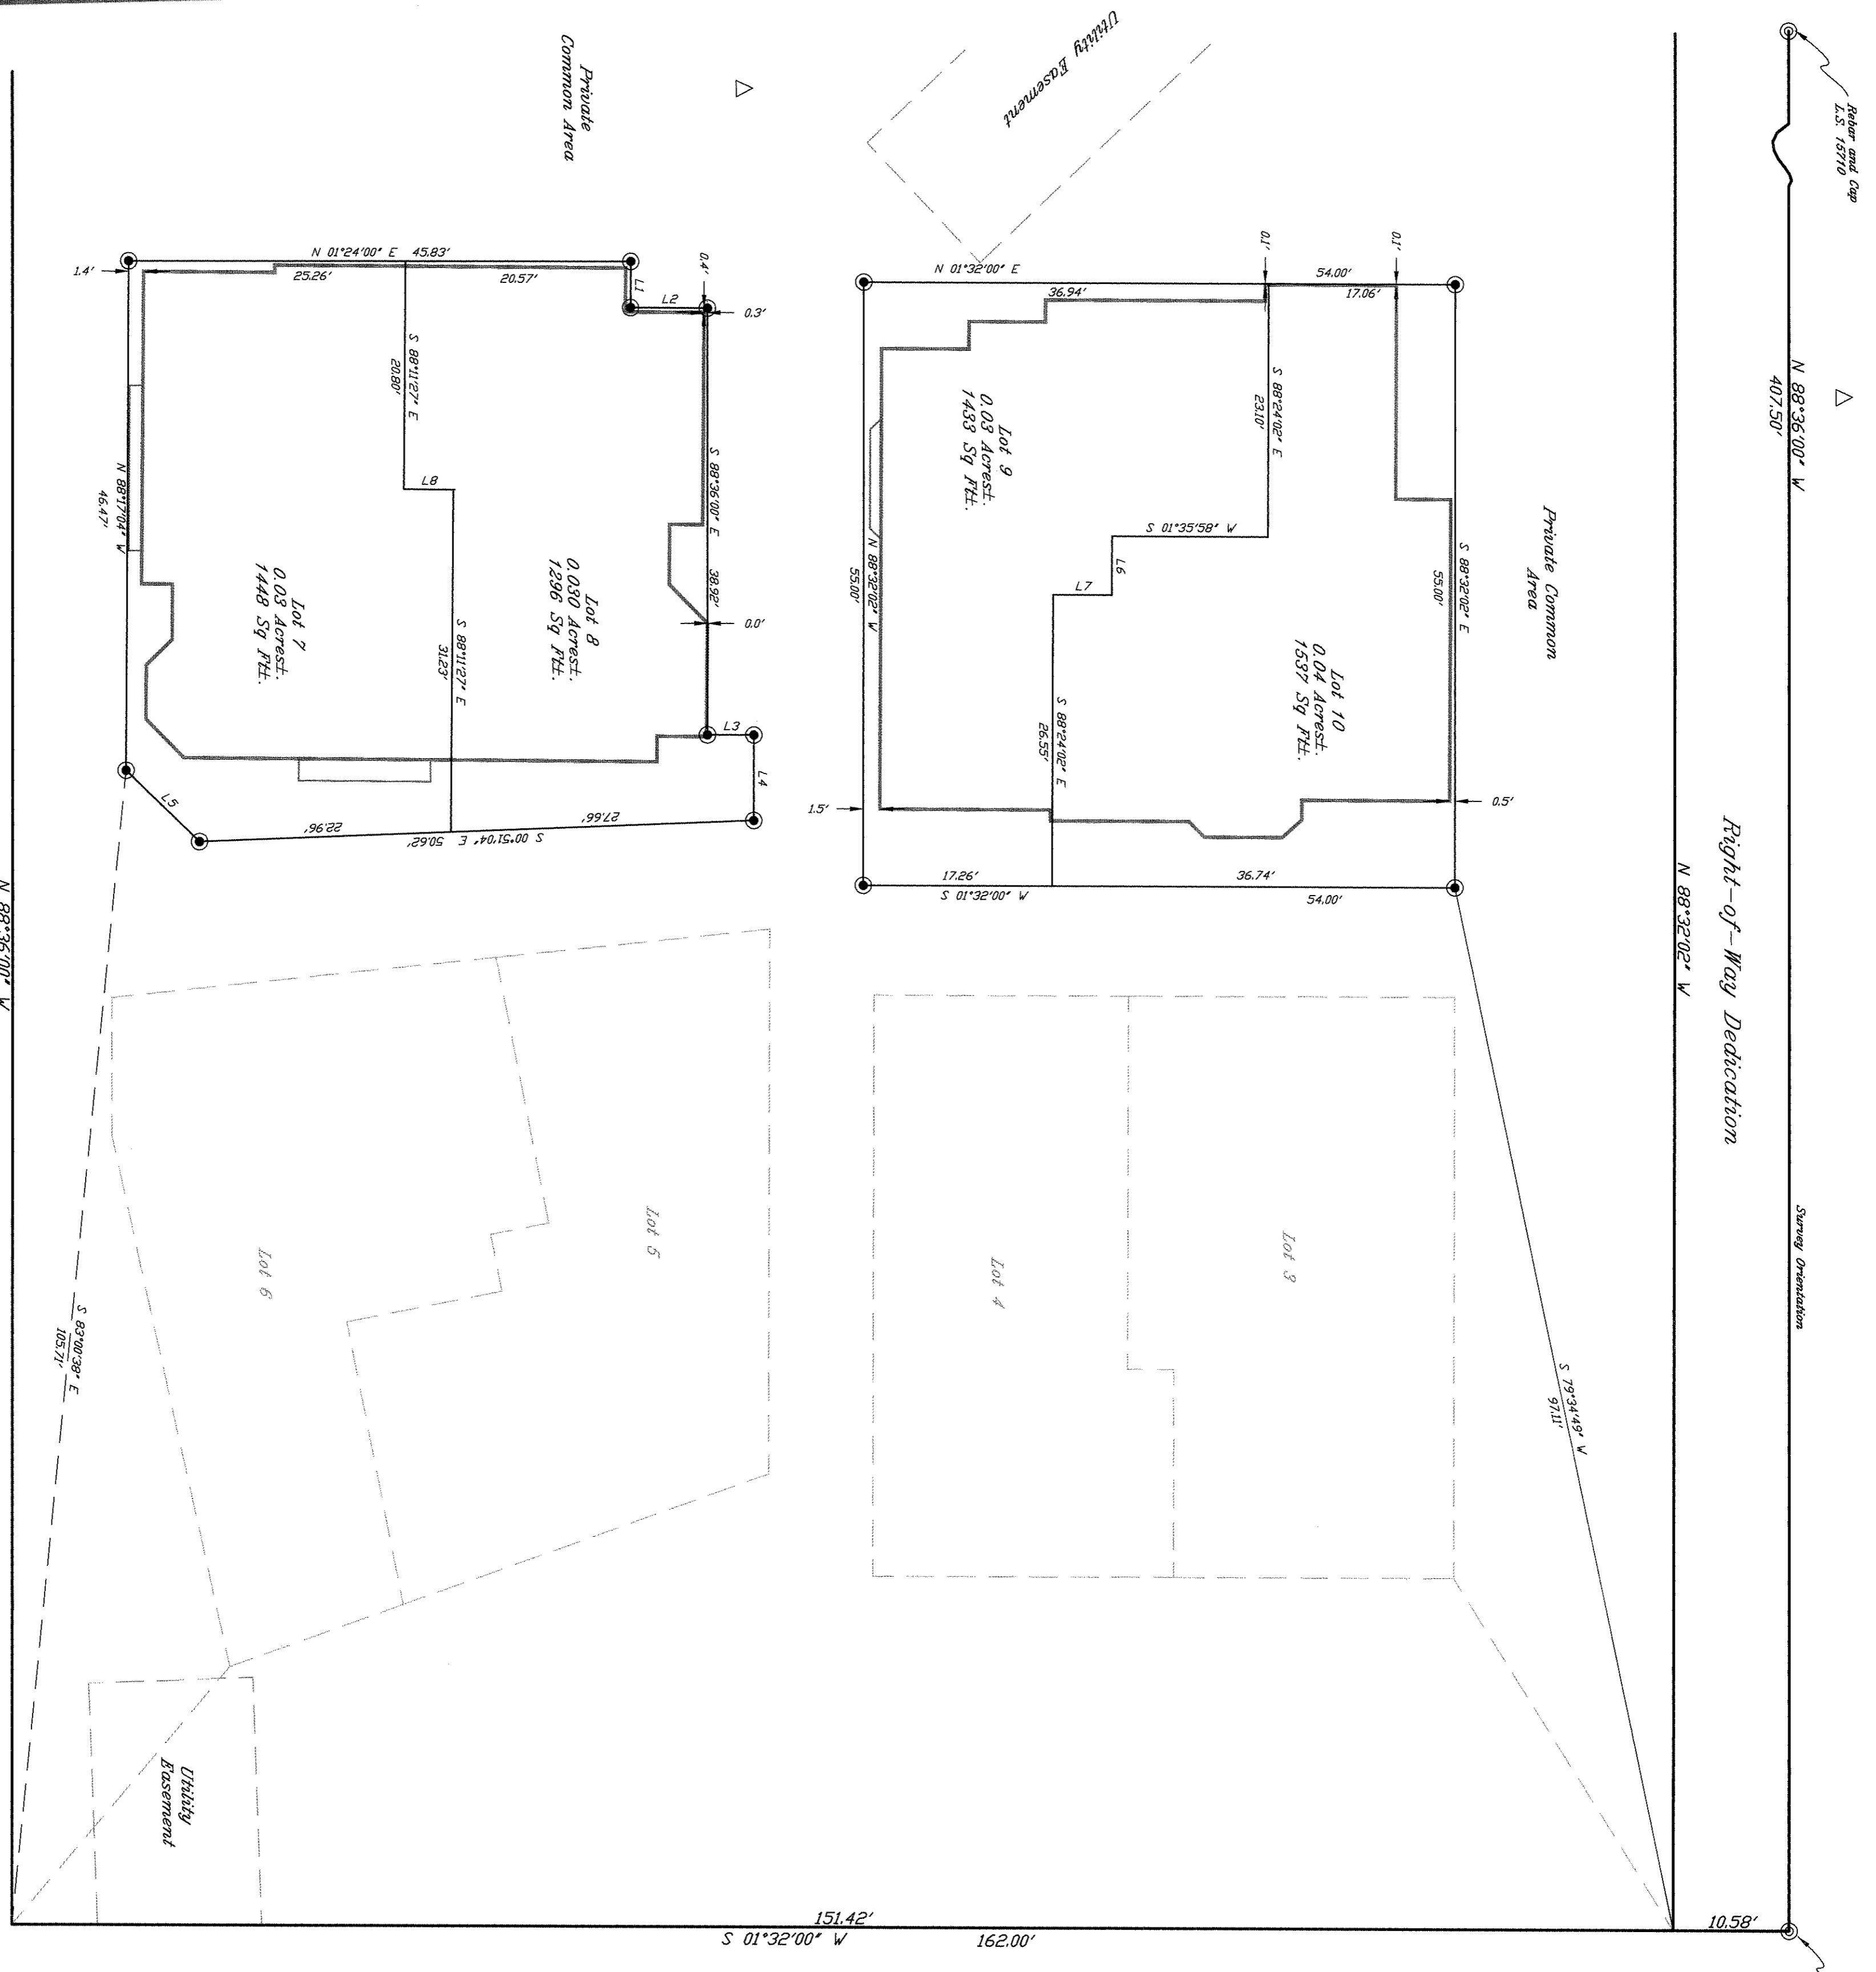 Rebar and Cap
L.S. 15710
N 88°36'00" W
407.50'
Survey Orientation
Right-of-Way Dedication
N 88°32'02" W
10.58'
Private Common
Area
S 88°32'02" E
55.00'
S 79°34'49" W
97.11'
Utility Easement
0.1'
0.1'
N 01°32'00" E
54.00'
36.94'
17.06'
S 88°24'02" E
23.10'
S 01°35'58" W
L6
L7
S 88°24'02" E
26.55'
Lot 10
0.04 Acres±.
1537 Sq Ft±.
Lot 9
0.03 Acres±.
1433 Sq Ft±.
N 88°32'02" W
55.00'
0.5'
1.5'
17.26'
36.74'
S 01°32'00" W
54.00'
Private
Common Area
N 01°24'00" E 45.83'
25.26'
20.57'
1.4'
L1
L2
0.4'
0.3'
S 88°36'00" E 38.92'
0.0'
L3
L4
S 88°11'27" E
20.80'
L8
S 88°11'27" E
31.23'
Lot 8
0.030 Acres±.
1296 Sq Ft±.
Lot 7
0.03 Acres±.
1448 Sq Ft±.
N 88°17'04" W
46.47'
L5
22.96'
27.66'
S 00°51'04" E 50.62'
Lot 3
Lot 4
Lot 5
Lot 6
S 83°00'38" E
105.71'
Utility
Easement
N 88°36'00" W
151.42'
S 01°32'00" W
162.00'